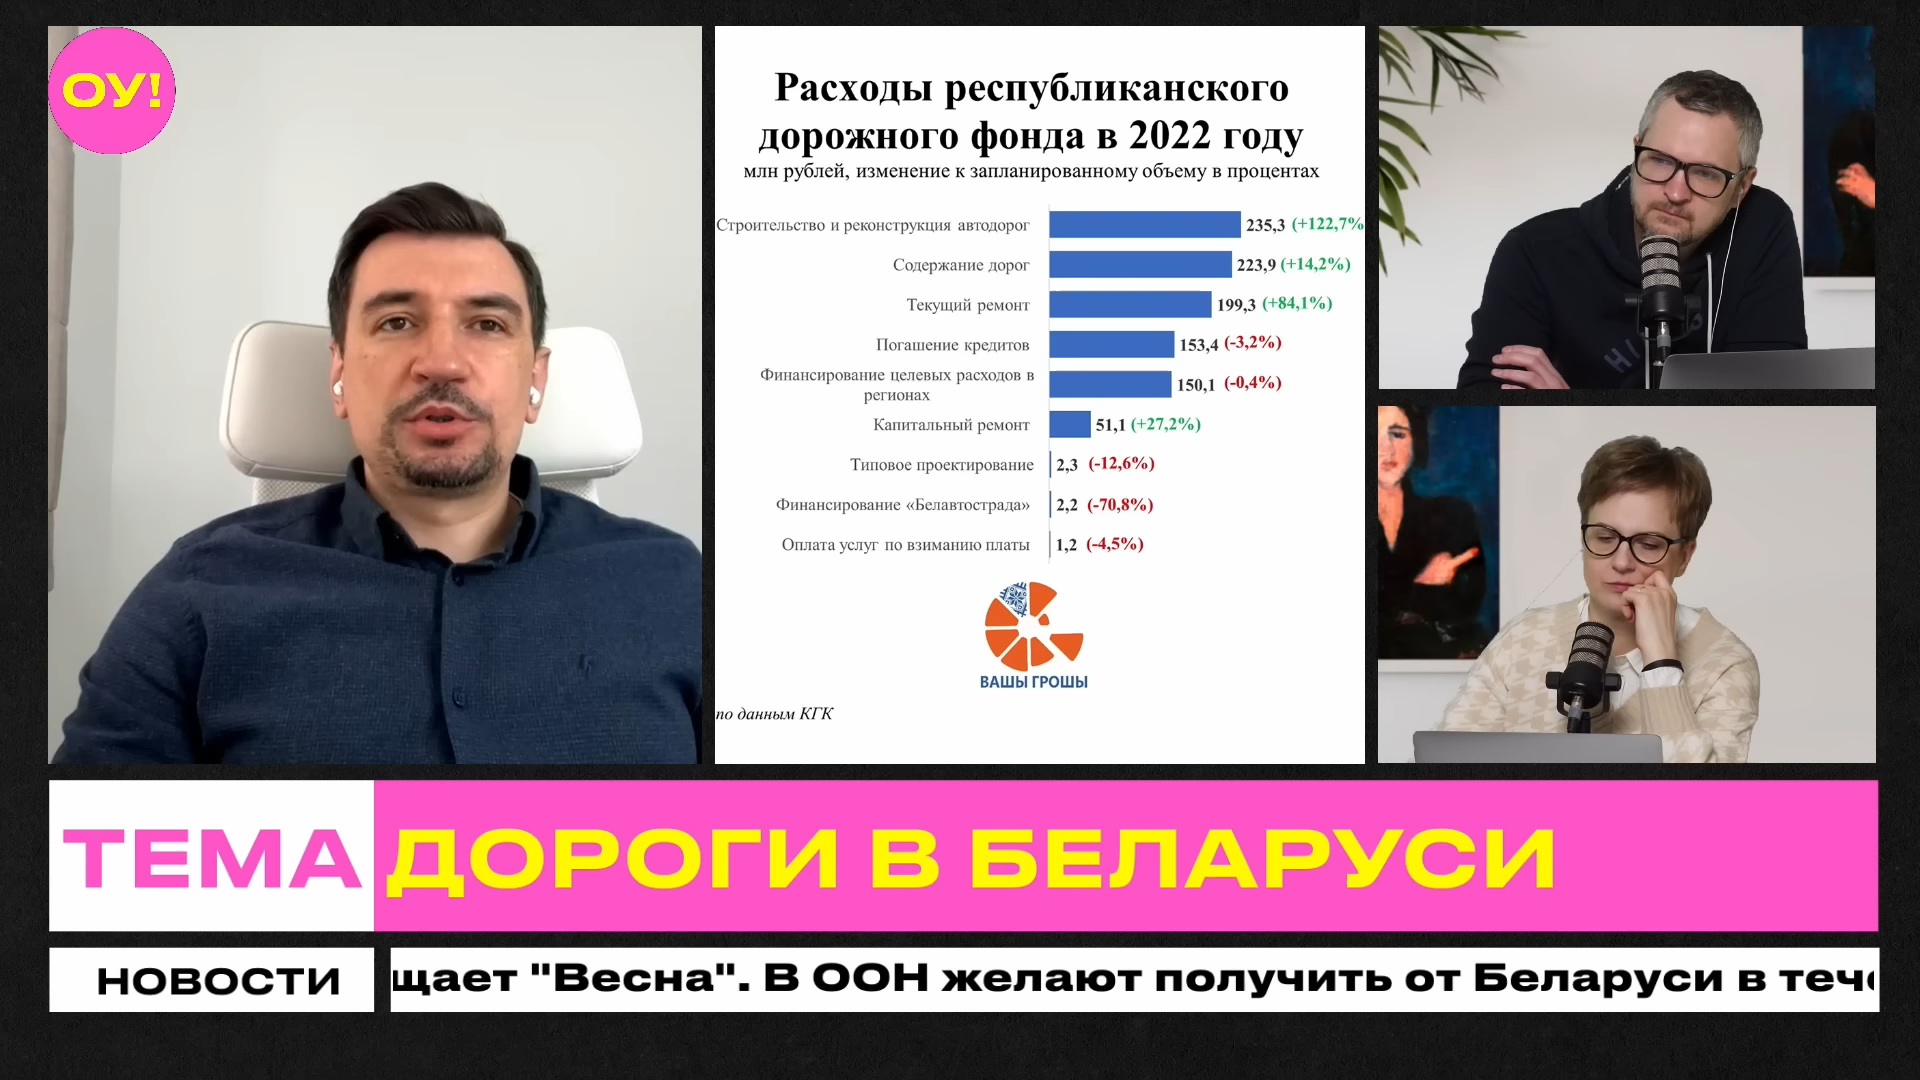 ОУ!
Расходы республиканского
дорожного фонда в 2022 году
млн рублей, изменение к запланированному объему в процентах
Строительство и реконструкция автодорог 235,3 (+122,7%
Содержание дорог 223,9 (+14,2%)
Текущий ремонт 199,3 (+84,1%)
Погашение кредитов 153,4 (-3,2%)
Финансирование целевых расходов в
регионах 150,1 (-0,4%)
Капитальный ремонт 51,1 (+27,2%)
Типовое проектирование 2,3 (-12,6%)
Финансирование «Белавтострада» 2,2 (-70,8%)
Оплата услуг по взиманию платы 1,2 (-4,5%)
ВАШЫ ГРОШЫ
по данным КГК
ТЕМА ДОРОГИ В БЕЛАРУСИ
НОВОСТИ щает "Весна". В ООН желают получить от Беларуси в тече